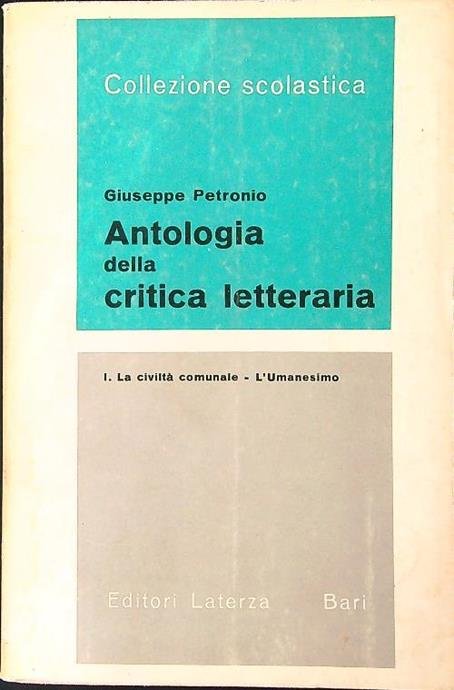 Collezione scolastica
Giuseppe Petronio
Antologia
della
critica letteraria
I. La civiltà comunale - L'Umanesimo
Editori Laterza Bari